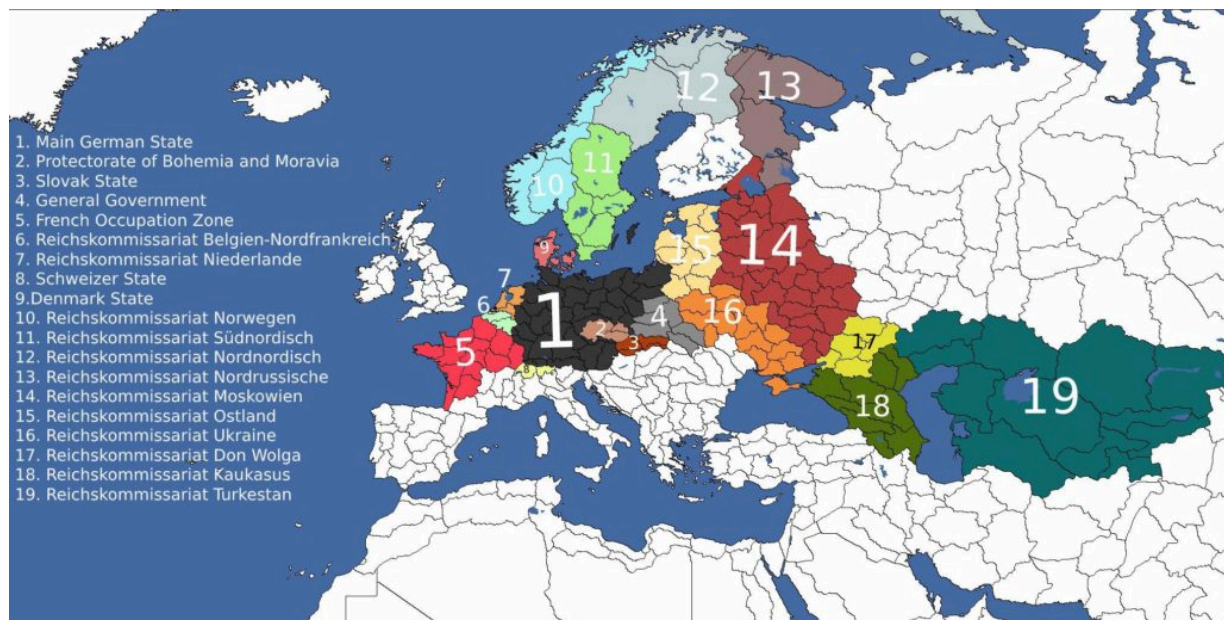 1. Main German State
2. Protectorate of Bohemia and Moravia
3. Slovak State
4. General Government
5. French Occupation Zone
6. Reichskommissariat Belgien-Nordfrankreich
7. Reichskommissariat Niederlande
8. Schweizer State
9.Denmark State
10. Reichskommissariat Norwegen
11. Reichskommissariat Südnordisch
12. Reichskommissariat Nordnordisch
13. Reichskommissariat Nordrussische
14. Reichskommissariat Moskowien
15. Reichskommissariat Ostland
16. Reichskommissariat Ukraine
17. Reichskommissariat Don Wolga
18. Reichskommissariat Kaukasus
19. Reichskommissariat Turkestan
12
13
10
11
9
15
14
7
6
1
2
4
16
3
5
8
17
18
19